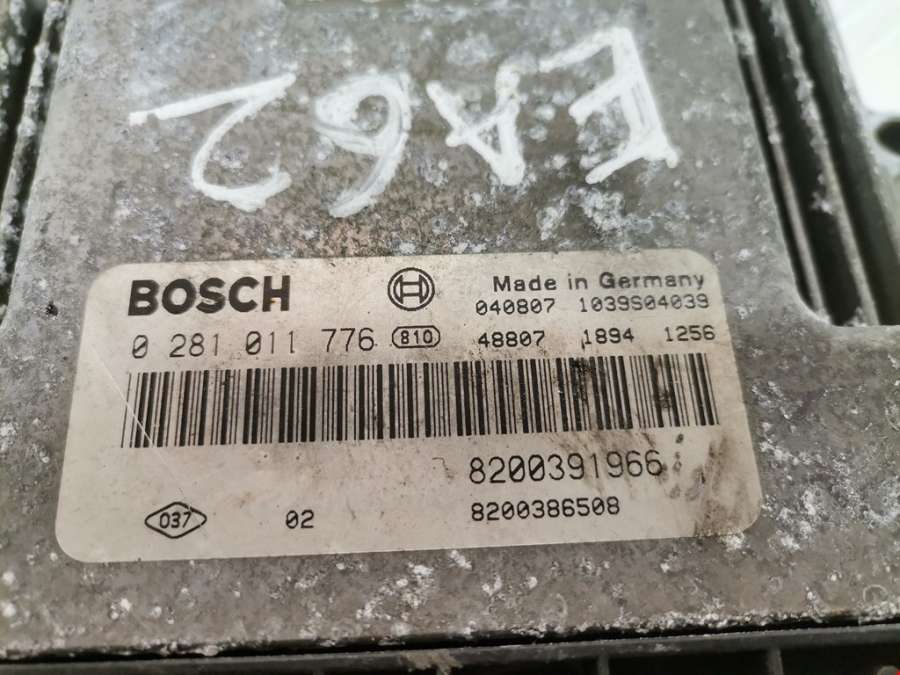 EA62
BOSCH Made in Germany
040807 1039S04039
0 281 011 776 810 48807 1894 1256
8200391966
037 02 8200386508